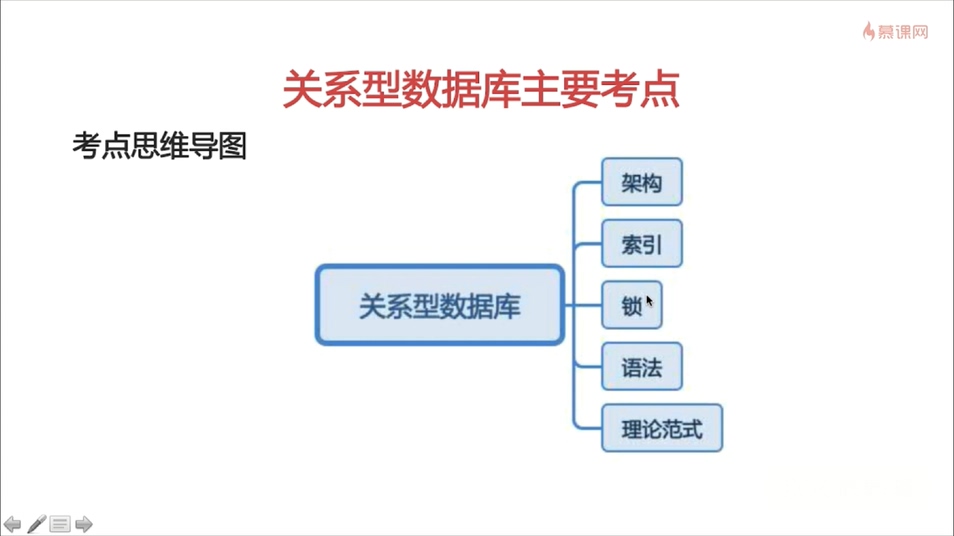 慕课网
关系型数据库主要考点
考点思维导图
架构
索引
关系型数据库
锁
语法
理论范式